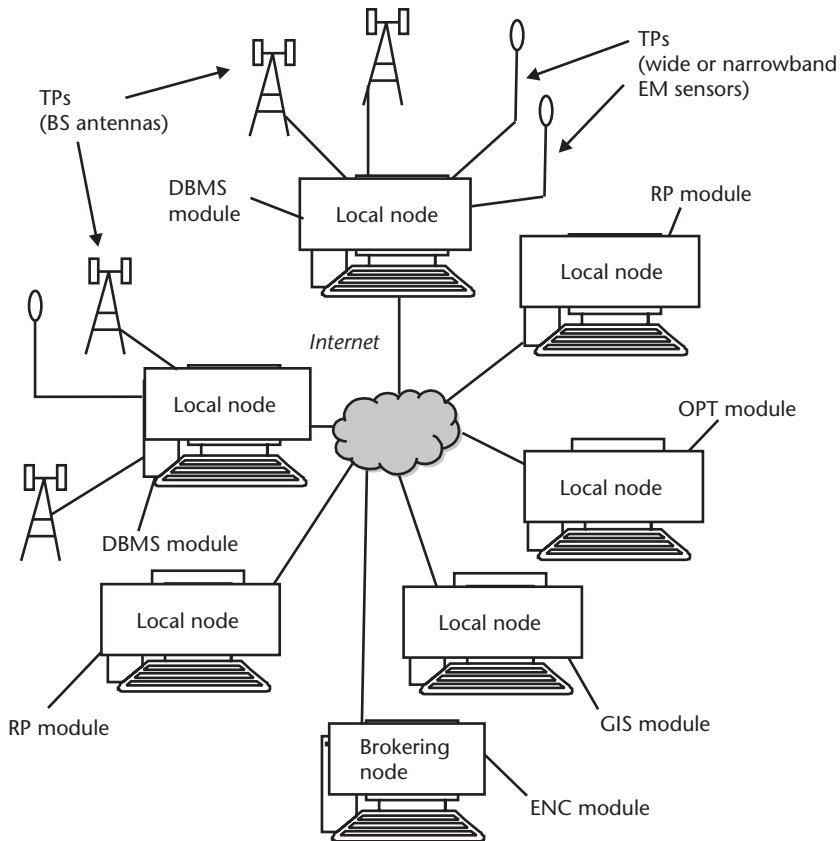 TPs
(BS antennas)
TPs
(wide or narrowband
EM sensors)
DBMS
module
Local node
RP module
Local node
Internet
Local node
OPT module
Local node
DBMS module
Local node
Local node
RP module
GIS module
Brokering
node
ENC module